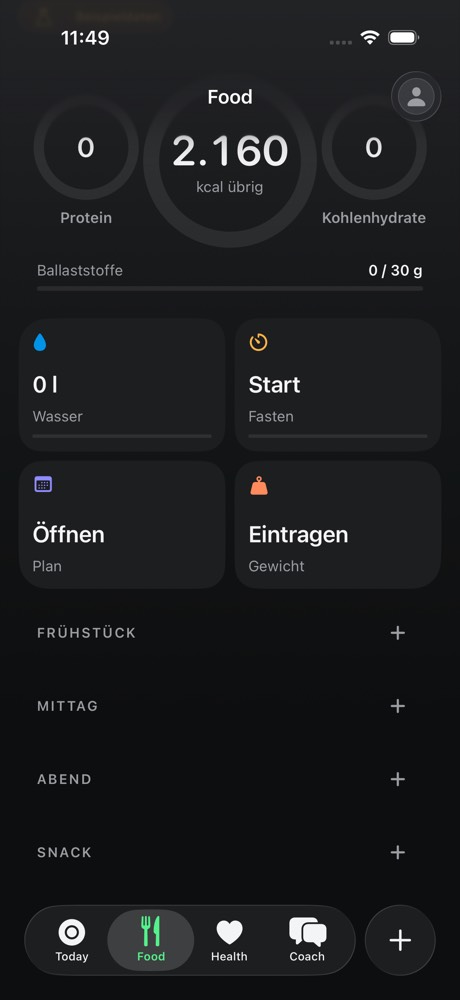 11:49
Food
0
2.160
kcal übrig
0
Protein
Kohlenhydrate
Ballaststoffe
0 / 30 g
0 l
Wasser
Start
Fasten
Öffnen
Plan
Eintragen
Gewicht
FRÜHSTÜCK
MITTAG
ABEND
SNACK
Today
Food
Health
Coach